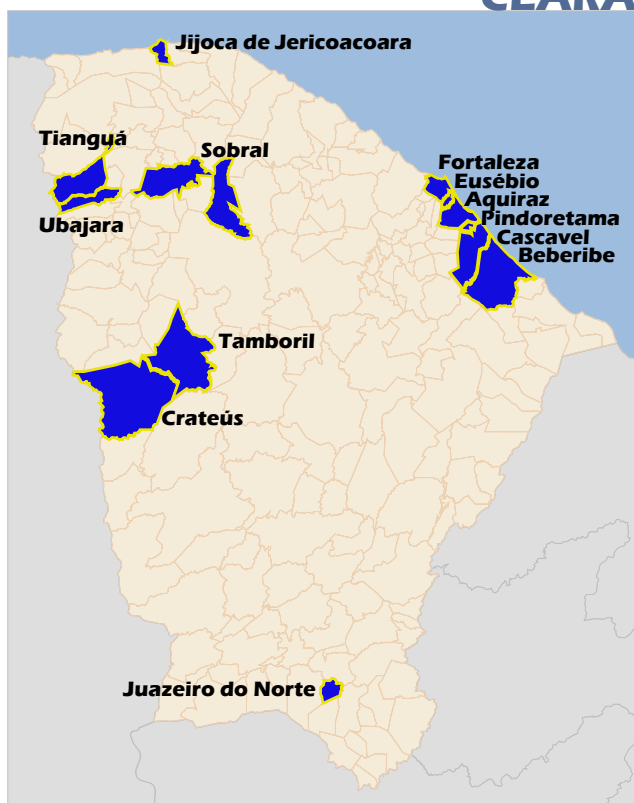 CEARÁ
Jijoca de Jericoacoara
Tianguá
Sobral
Fortaleza
Eusébio
Aquiraz
Pindoretama
Cascavel
Beberibe
Ubajara
Tamboril
Crateús
Juazeiro do Norte